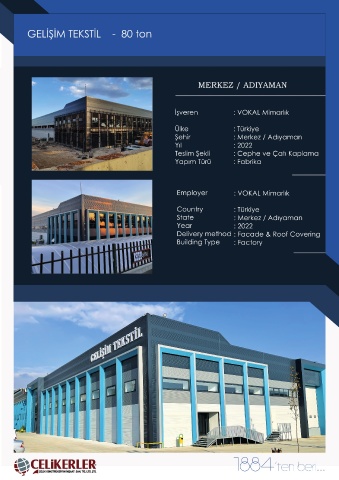 GELİŞİM TEKSTİL - 80 ton
MERKEZ / ADIYAMAN
İşveren : VOKAL Mimarlık
Ülke : Türkiye
Şehir : Merkez / Adıyaman
Yıl : 2022
Teslim Şekli : Cephe ve Çatı Kaplama
Yapım Türü : Fabrika
Employer : VOKAL Mimarlık
Country : Türkiye
State : Merkez / Adıyaman
Year : 2022
Delivery method : Facade & Roof Covering
Building Type : Factory
GELİŞİM TEKSTİL
ÇELİKERLER
1884'ten beri...